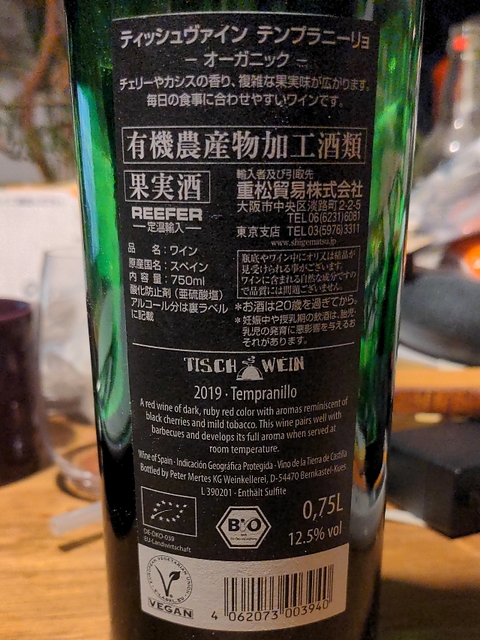 ティッシュヴァイン テンプラニーリョ
– オーガニック –
チェリーやカシスの香り、複雑な果実味が広がります。
毎日の食事に合わせやすいワインです。
有機農産物加工酒類
果実酒
REEFER
―定温輸入―
輸入者及び引取先
重松貿易株式会社
大阪市中央区淡路町2-2-5
TEL06(6231)6081
東京支店 TEL03(5976)3311
www.shigematsu.jp
品名：ワイン
原産国名：スペイン
内容量：750ml
酸化防止剤（亜硫酸塩）
アルコール分は裏ラベル
に記載
瓶底やワイン中にオリスは結晶が
見受けられる事がございます。
ワインに含まれる自然な成分ですの
で品質には問題ございません。
*お酒は20歳を過ぎてから。
*妊娠中や授乳期の飲酒は、胎児・
乳児の発育に悪影響を与えるお
それがあります。
TISCH WEIN
2019 · Tempranillo
A red wine of dark, ruby red color with aromas reminiscent of
black cherries and mild tobacco. This wine pairs well with
barbecues and develops its full aroma when served at
room temperature.
Wine of Spain · Indicación Geográfica Protegida · Vino de la Tierra de Castilla
Bottled by Peter Mertes KG Weinkellerei, D-54470 Bernkastel-Kues
L 390201 · Enthält Sulfite
DE-ÖKO-039
EU-Landwirtschaft
BIO
0,75L
12.5% vol
EUROPEAN VEGETARIAN UNION
V-LABEL.EU
VEGAN
4 062073 003940